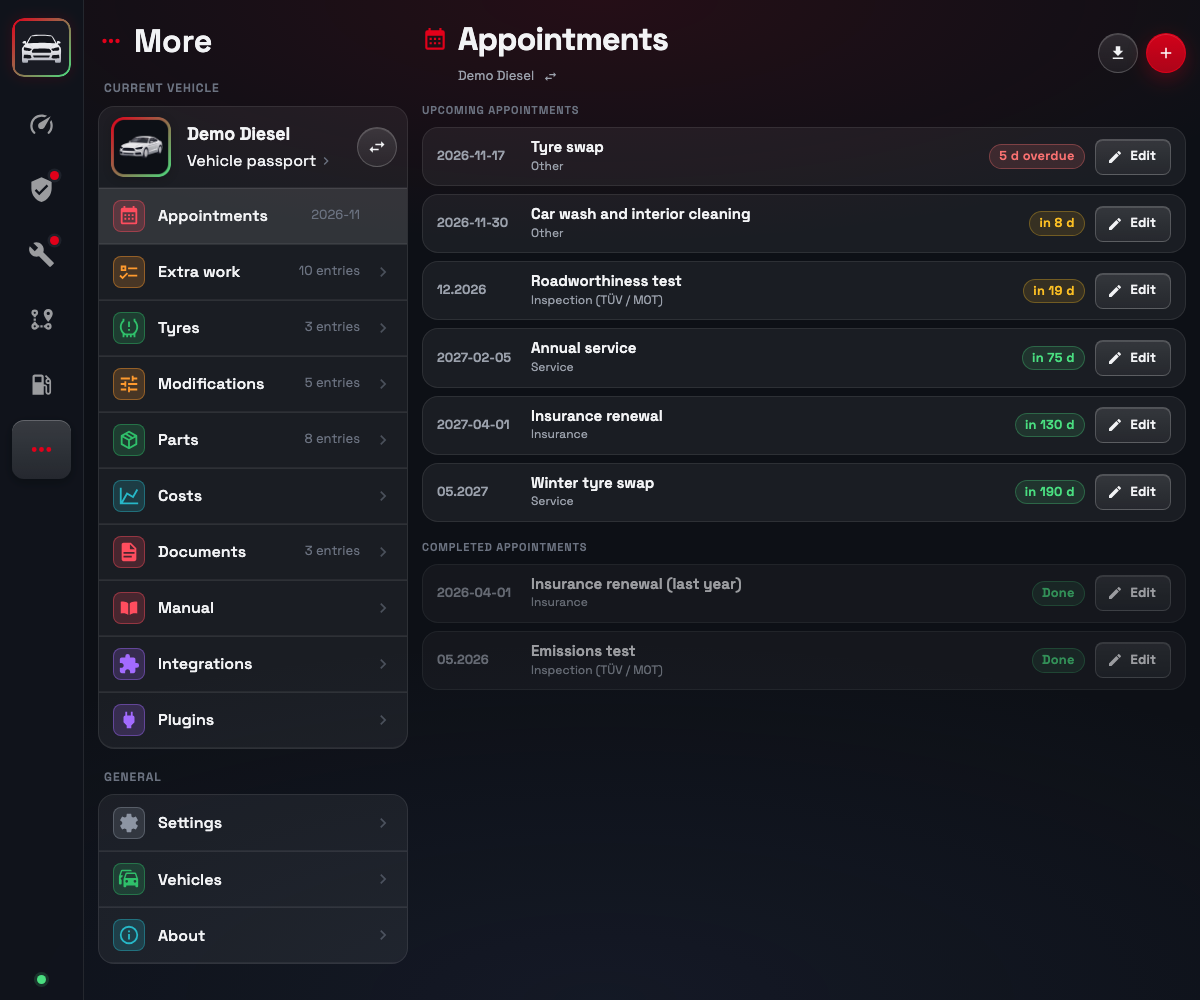 More
CURRENT VEHICLE
Demo Diesel
Vehicle passport
Appointments 2026-11
Extra work 10 entries
Tyres 3 entries
Modifications 5 entries
Parts 8 entries
Costs
Documents 3 entries
Manual
Integrations
Plugins
GENERAL
Settings
Vehicles
About
Appointments
Demo Diesel
UPCOMING APPOINTMENTS
2026-11-17 Tyre swap 5 d overdue Edit
Other
2026-11-30 Car wash and interior cleaning in 8 d Edit
Other
12.2026 Roadworthiness test in 19 d Edit
Inspection (TÜV / MOT)
2027-02-05 Annual service in 75 d Edit
Service
2027-04-01 Insurance renewal in 130 d Edit
Insurance
05.2027 Winter tyre swap in 190 d Edit
Service
COMPLETED APPOINTMENTS
2026-04-01 Insurance renewal (last year) Done Edit
Insurance
05.2026 Emissions test Done Edit
Inspection (TÜV / MOT)